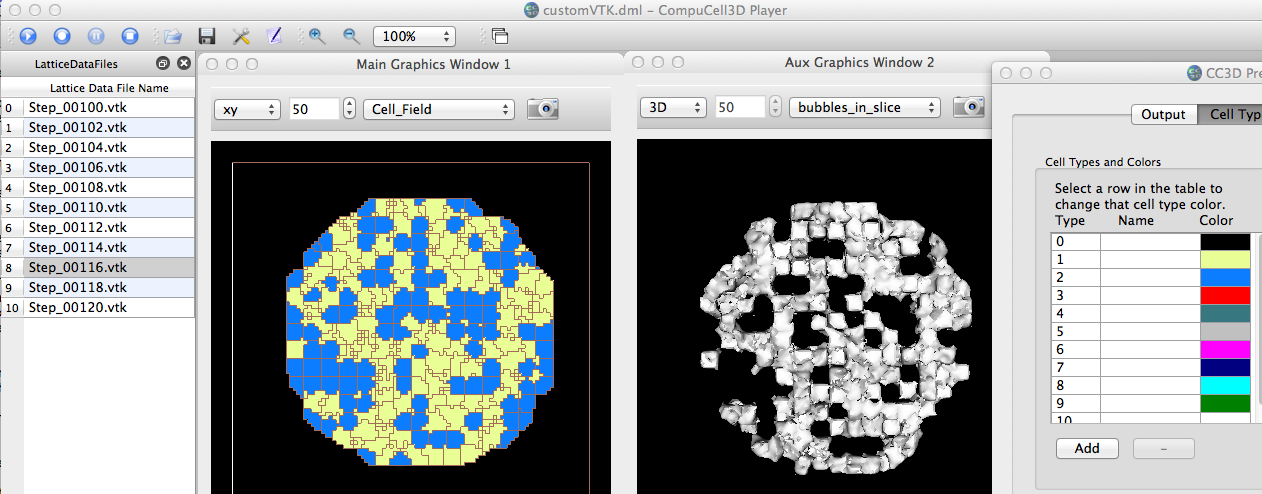 customVTK.dml – CompuCell3D Player
100%
LatticeDataFiles
Lattice Data File Name
0 Step_00100.vtk
1 Step_00102.vtk
2 Step_00104.vtk
3 Step_00106.vtk
4 Step_00108.vtk
5 Step_00110.vtk
6 Step_00112.vtk
7 Step_00114.vtk
8 Step_00116.vtk
9 Step_00118.vtk
10 Step_00120.vtk
Main Graphics Window 1
xy 50 Cell_Field
Aux Graphics Window 2
3D 50 bubbles_in_slice
CC3D Pre
Output Cell Typ
Cell Types and Colors
Select a row in the table to
change that cell type color.
Type Name Color
0
1
2
3
4
5
6
7
8
9
10
Add –